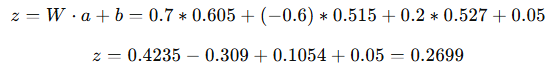 z = W · a + b = 0.7 * 0.605 + (−0.6) * 0.515 + 0.2 * 0.527 + 0.05
z = 0.4235 − 0.309 + 0.1054 + 0.05 = 0.2699